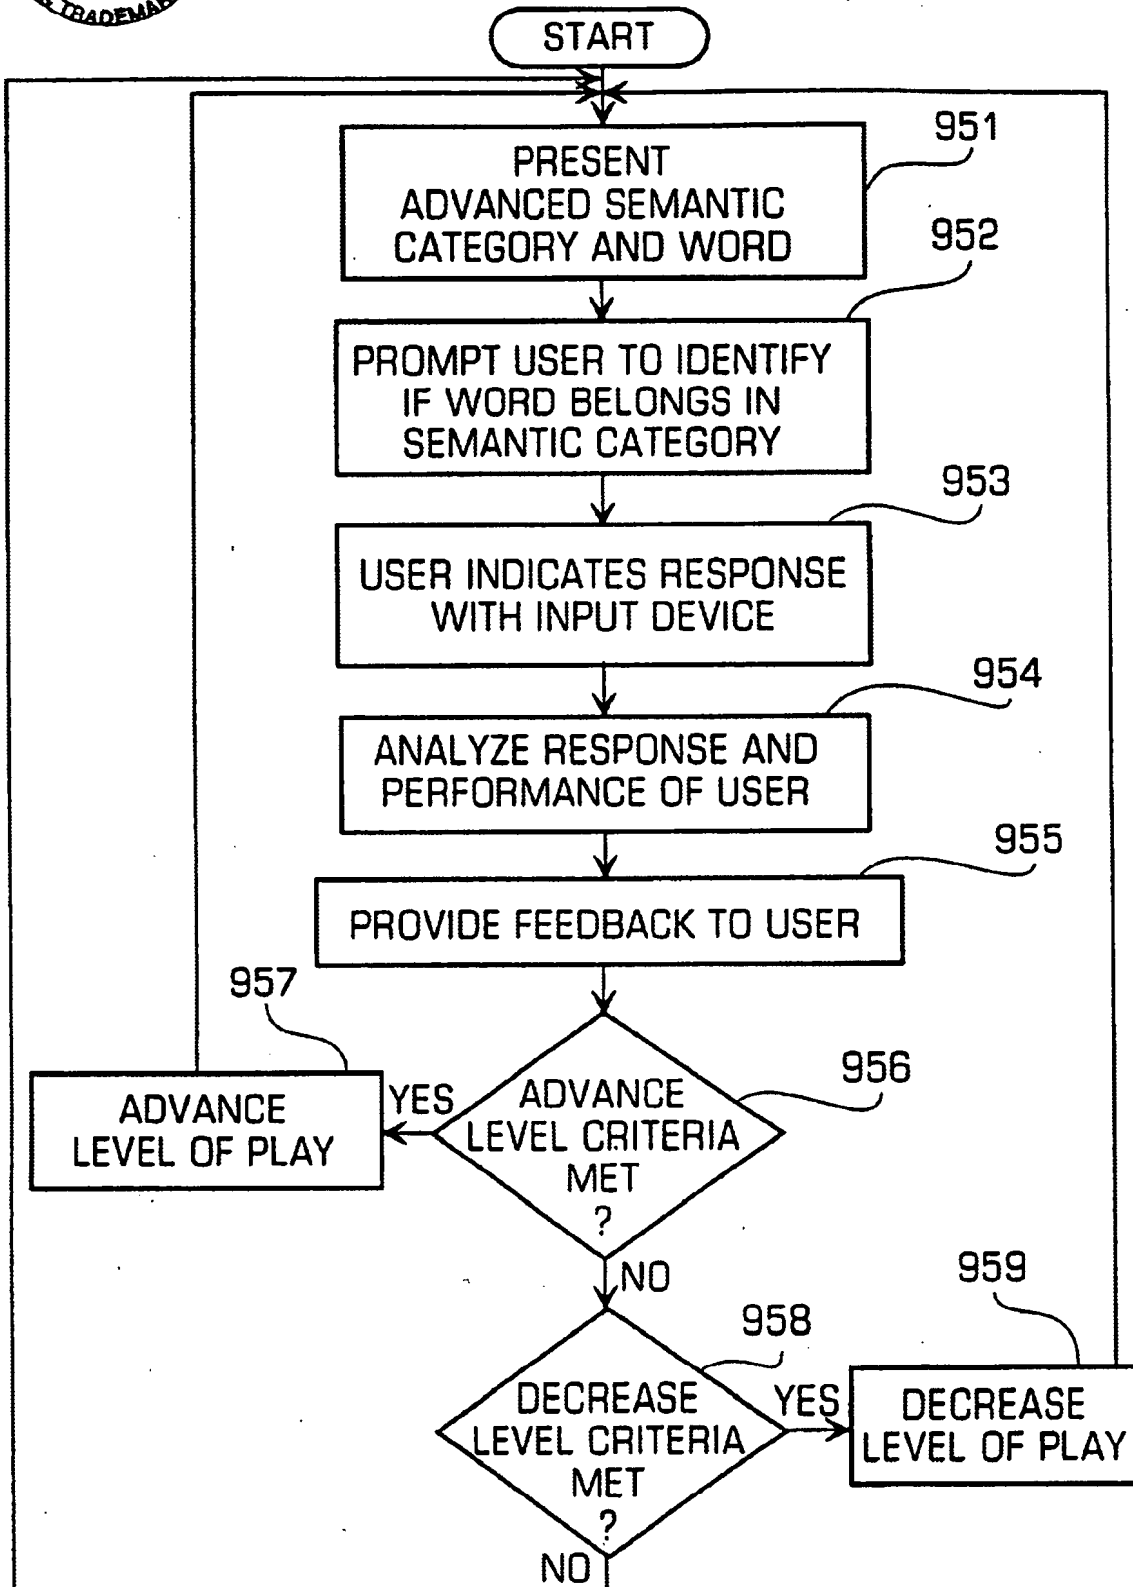 TRADEMAR
START
951
PRESENT
ADVANCED SEMANTIC
CATEGORY AND WORD
952
PROMPT USER TO IDENTIFY
IF WORD BELONGS IN
SEMANTIC CATEGORY
953
USER INDICATES RESPONSE
WITH INPUT DEVICE
954
ANALYZE RESPONSE AND
PERFORMANCE OF USER
955
PROVIDE FEEDBACK TO USER
957
956
ADVANCE
LEVEL OF PLAY
YES
ADVANCE
LEVEL CRITERIA
MET
?
NO
959
958
DECREASE
LEVEL CRITERIA
MET
?
YES
DECREASE
LEVEL OF PLAY
NO